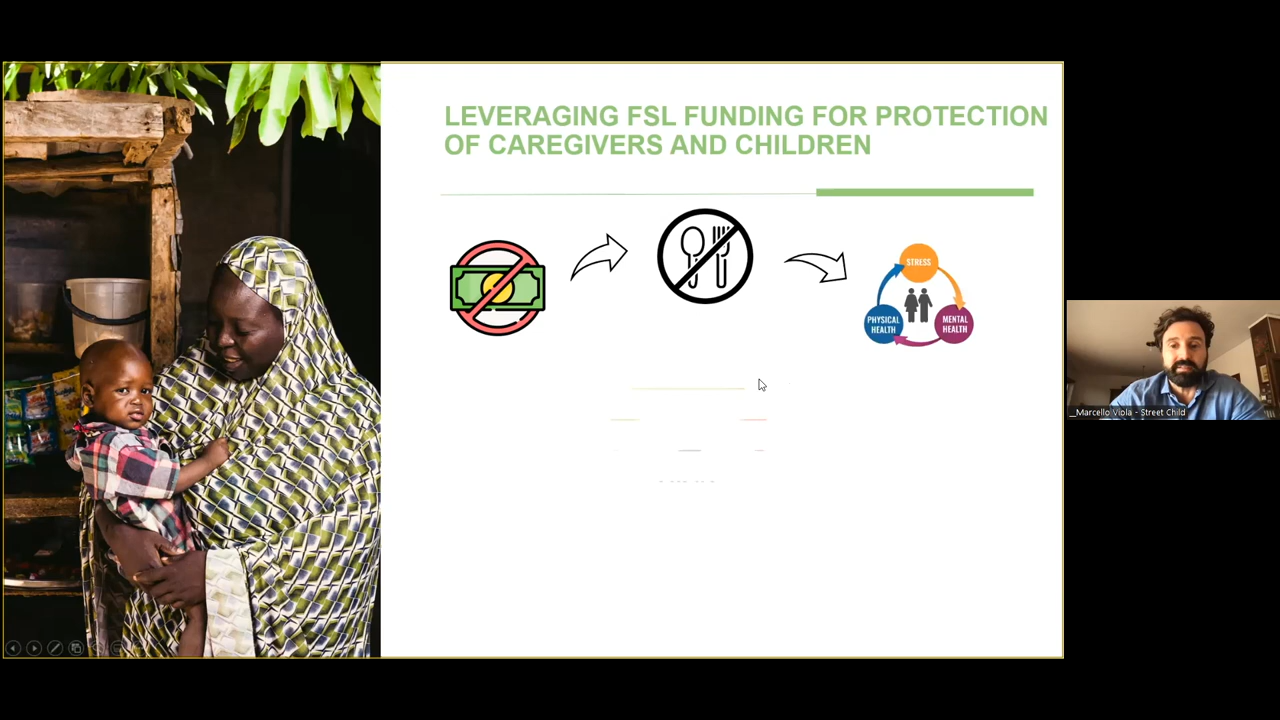 LEVERAGING FSL FUNDING FOR PROTECTION
OF CAREGIVERS AND CHILDREN
STRESS
PHYSICAL
HEALTH
MENTAL
HEALTH
_Marcello Viola - Street Child